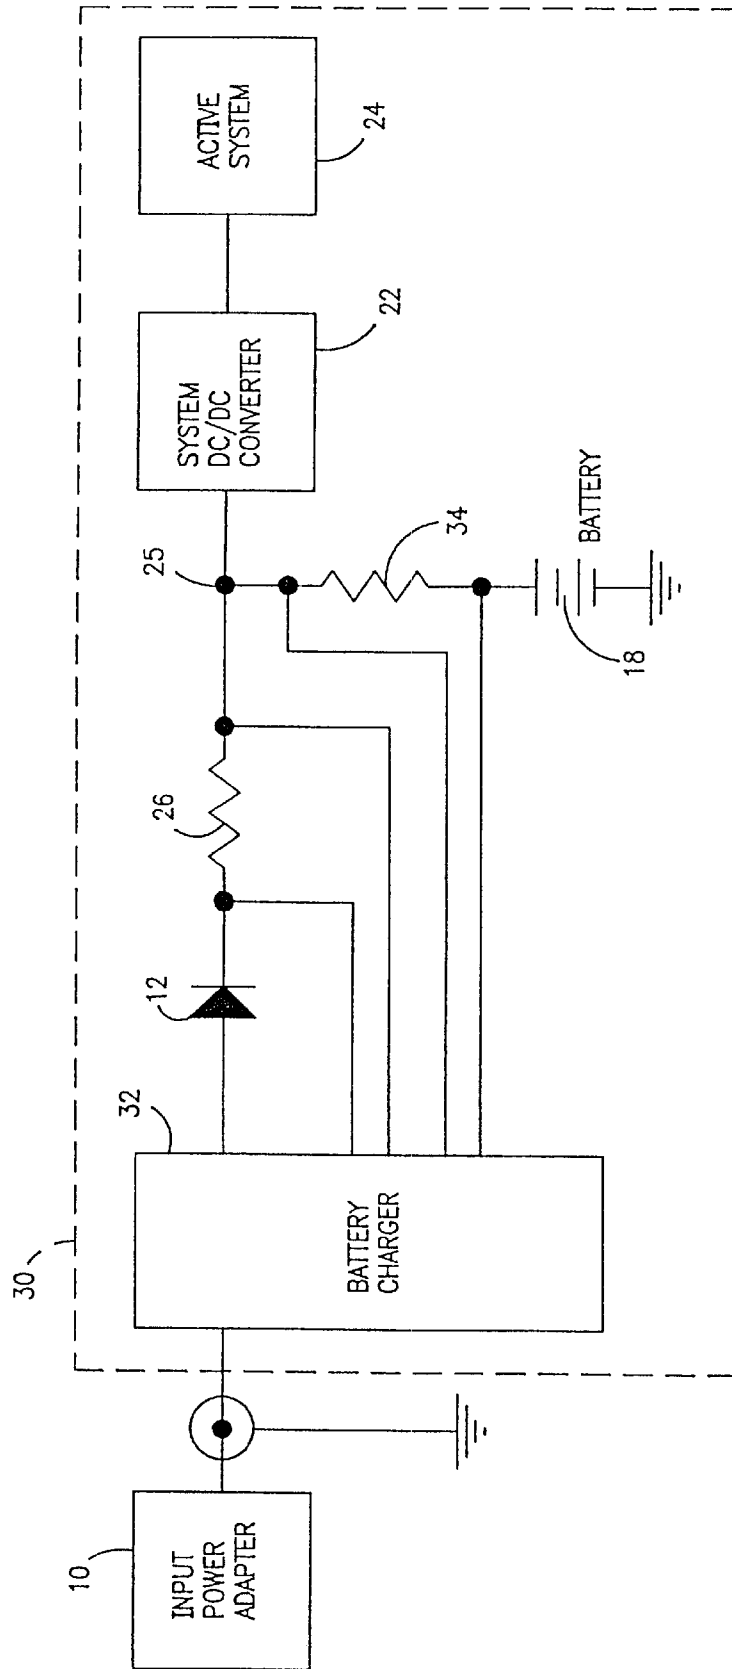 10
INPUT
POWER
ADAPTER
30
32
BATTERY
CHARGER
12
26
25
34
18
BATTERY
SYSTEM
DC/DC
CONVERTER
22
ACTIVE
SYSTEM
24